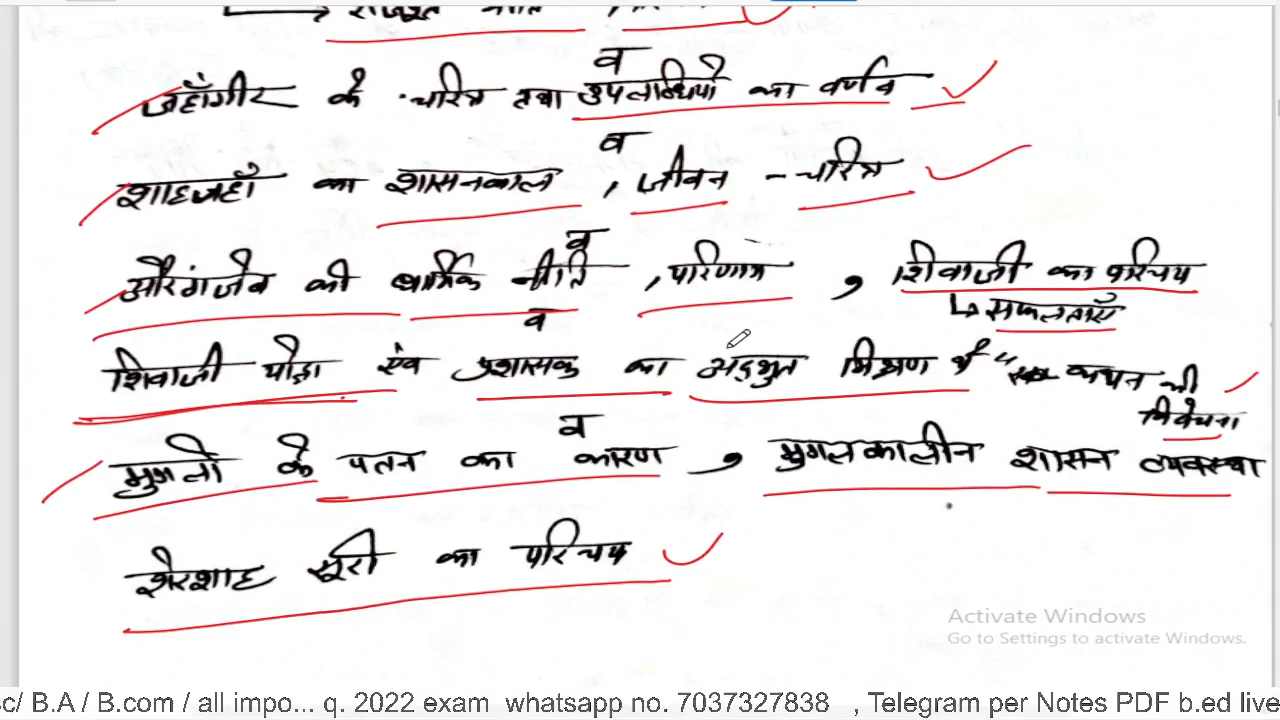 राजपूत नीति
व
जहाँगीर के चरित्र तथा उपलब्धियों का वर्णन
व
शाहजहाँ का शासनकाल , जीवन - चरित्र
व
औरंगजेब की धार्मिक नीति , परिणाम , शिवाजी का परिचय
↳ सफलताएँ
व
शिवाजी योद्धा एंव प्रशासक का अद्भुत मिश्रण थे " कथन की
विवेचना
व
मुगलो के पतन का कारण , मुगलकालीन शासन व्यवस्था
शेरशाह सूरी का परिचय
Activate Windows
Go to Settings to activate Windows.
sc/ B.A / B.com / all impo... q. 2022 exam whatsapp no. 7037327838 , Telegram per Notes PDF b.ed live